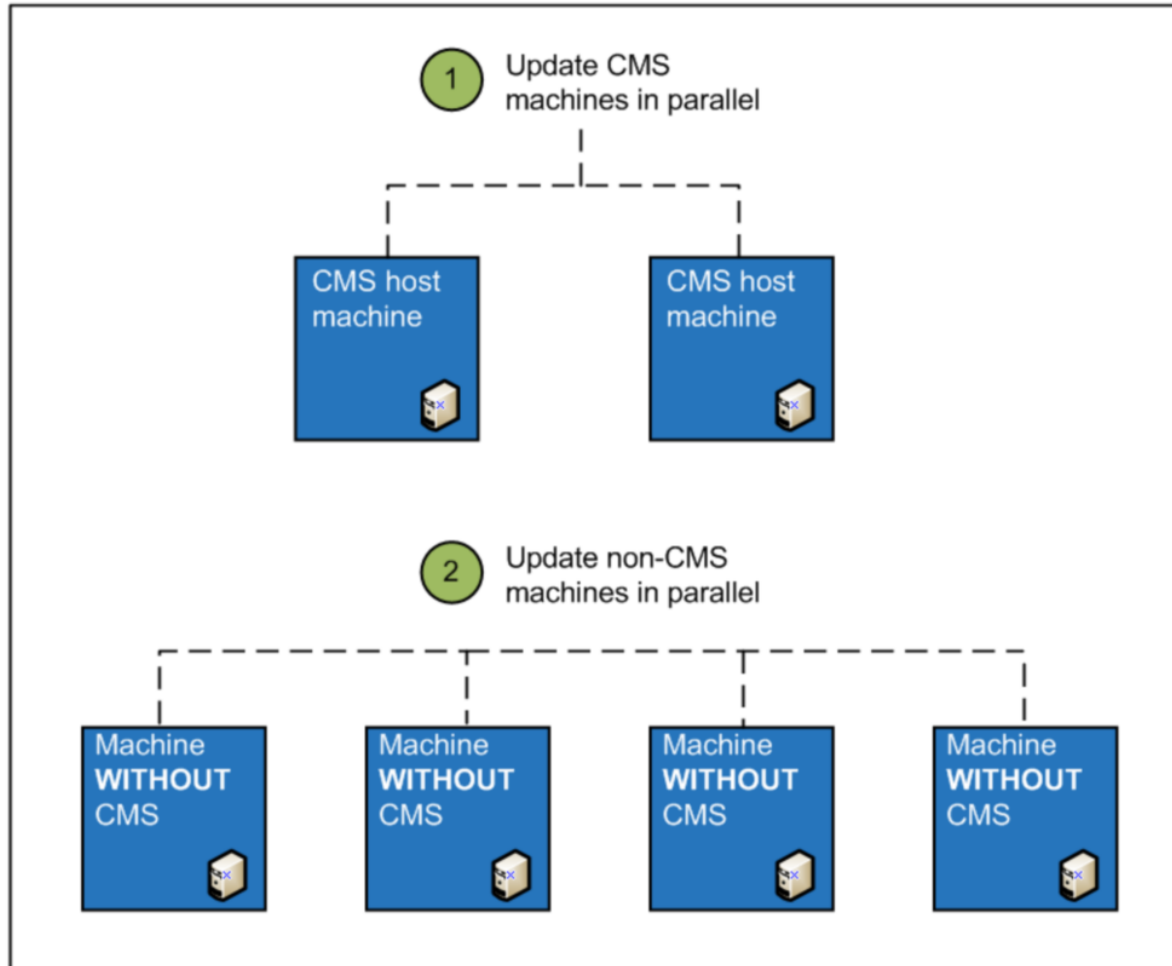 1
Update CMS
machines in parallel
CMS host
machine
CMS host
machine
2
Update non-CMS
machines in parallel
Machine
WITHOUT
CMS
Machine
WITHOUT
CMS
Machine
WITHOUT
CMS
Machine
WITHOUT
CMS